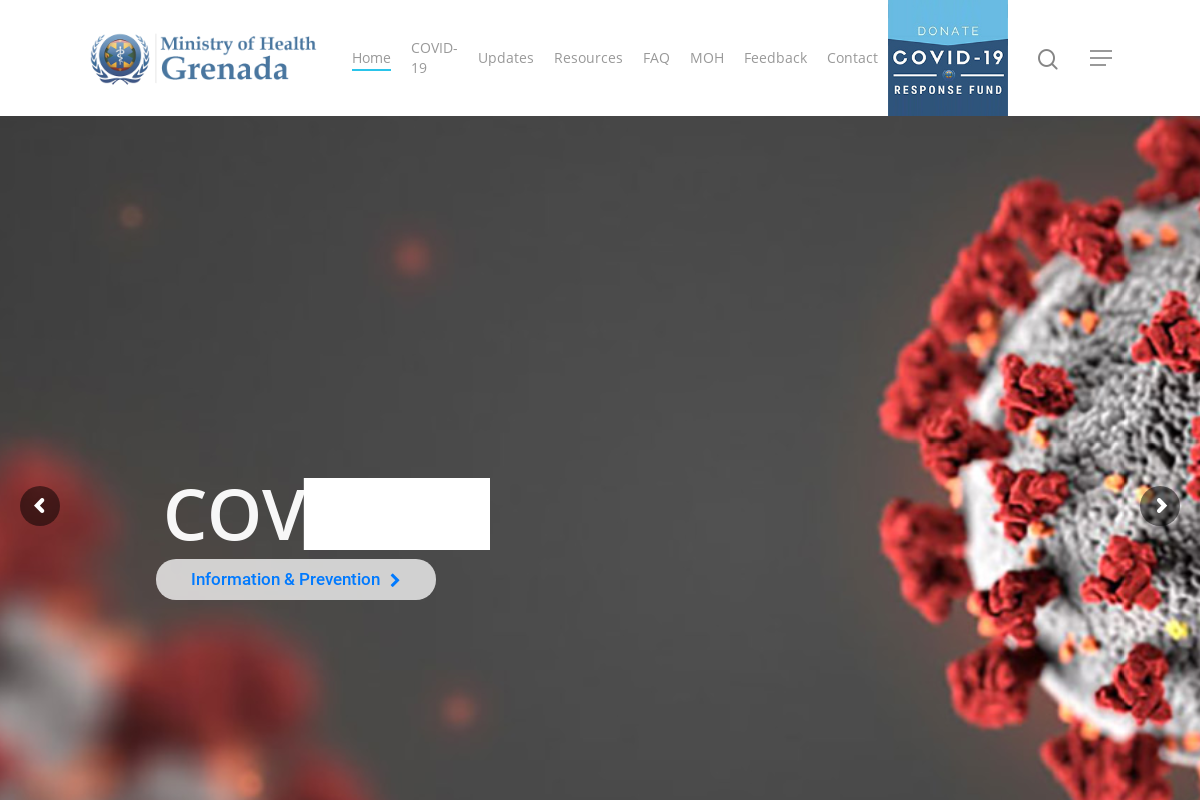 Ministry of Health
Grenada
Home
COVID-
19
Updates
Resources
FAQ
MOH
Feedback
Contact
DONATE
COVID-19
RESPONSE FUND
COV
Information & Prevention